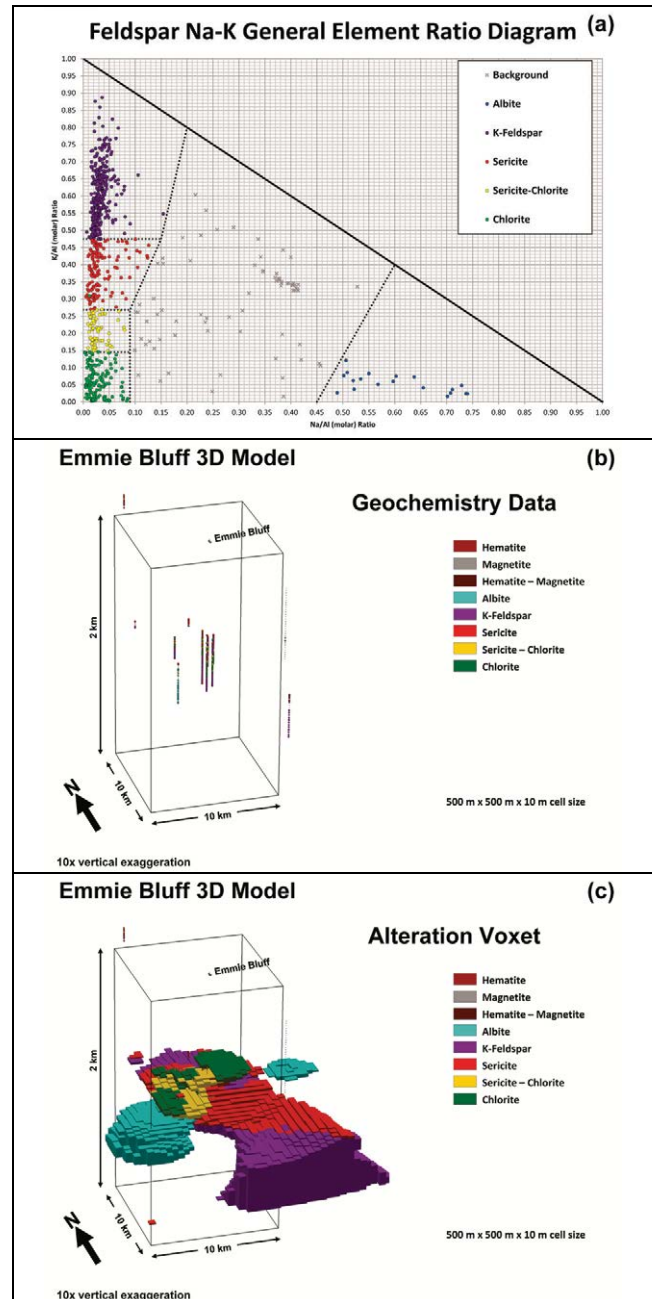 Feldspar Na-K General Element Ratio Diagram (a)
1.00
0.95
0.90
0.85
0.80
0.75
0.70
0.65
0.60
0.55
0.50
0.45
0.40
0.35
0.30
0.25
0.20
0.15
0.10
0.05
0.00
K/Al (molar) Ratio
Background
Albite
K-Feldspar
Sericite
Sericite-Chlorite
Chlorite
0.00 0.05 0.10 0.15 0.20 0.25 0.30 0.35 0.40 0.45 0.50 0.55 0.60 0.65 0.70 0.75 0.80 0.85 0.90 0.95 1.00
Na/Al (molar) Ratio
Emmie Bluff 3D Model (b)
Geochemistry Data
Emmie Bluff
Hematite
Magnetite
Hematite – Magnetite
Albite
K-Feldspar
Sericite
Sericite – Chlorite
Chlorite
2 km
N
10 km
10 km
500 m x 500 m x 10 m cell size
10x vertical exaggeration
Emmie Bluff 3D Model (c)
Alteration Voxet
Emmie Bluff
Hematite
Magnetite
Hematite – Magnetite
Albite
K-Feldspar
Sericite
Sericite – Chlorite
Chlorite
2 km
N
10 km
10 km
500 m x 500 m x 10 m cell size
10x vertical exaggeration